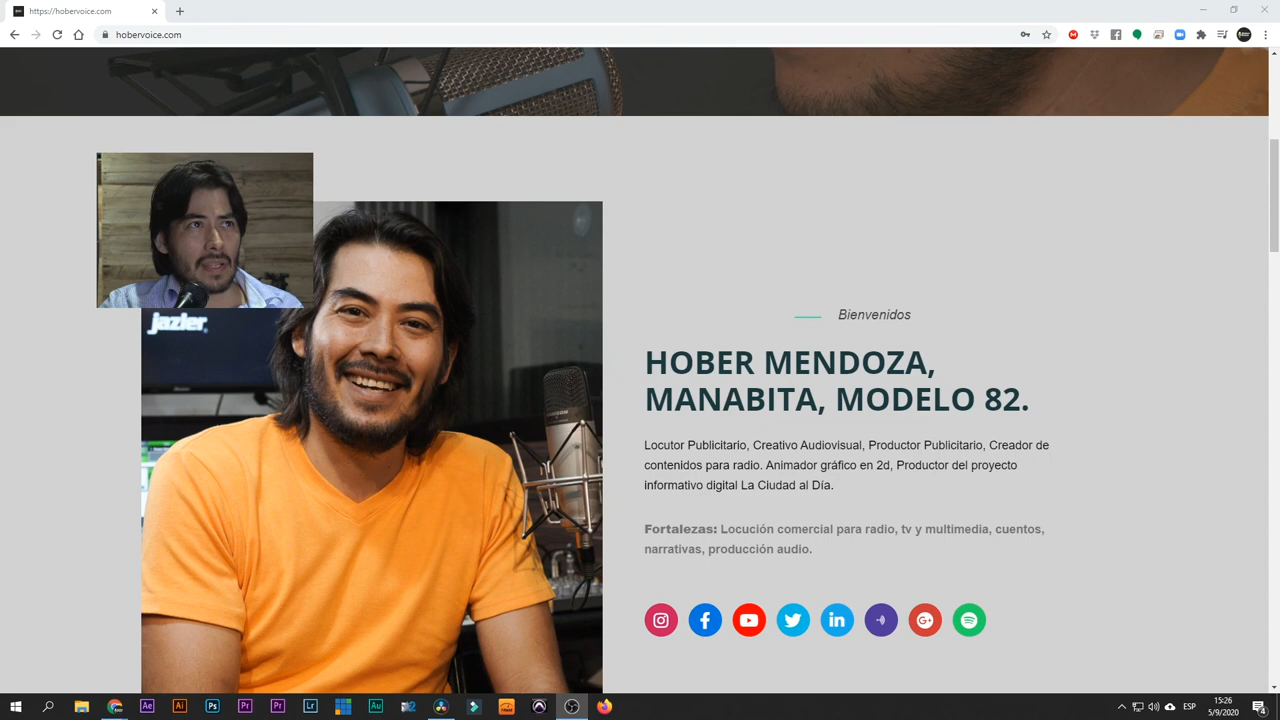 https://hobervoice.com
hobervoice.com
jazier
Bienvenidos
HOBER MENDOZA,
MANABITA, MODELO 82.
Locutor Publicitario, Creativo Audiovisual, Productor Publicitario, Creador de
contenidos para radio. Animador gráfico en 2d, Productor del proyecto
informativo digital La Ciudad al Día.
Fortalezas: Locución comercial para radio, tv y multimedia, cuentos,
narrativas, producción audio.
ESP
15:26
5/9/2020